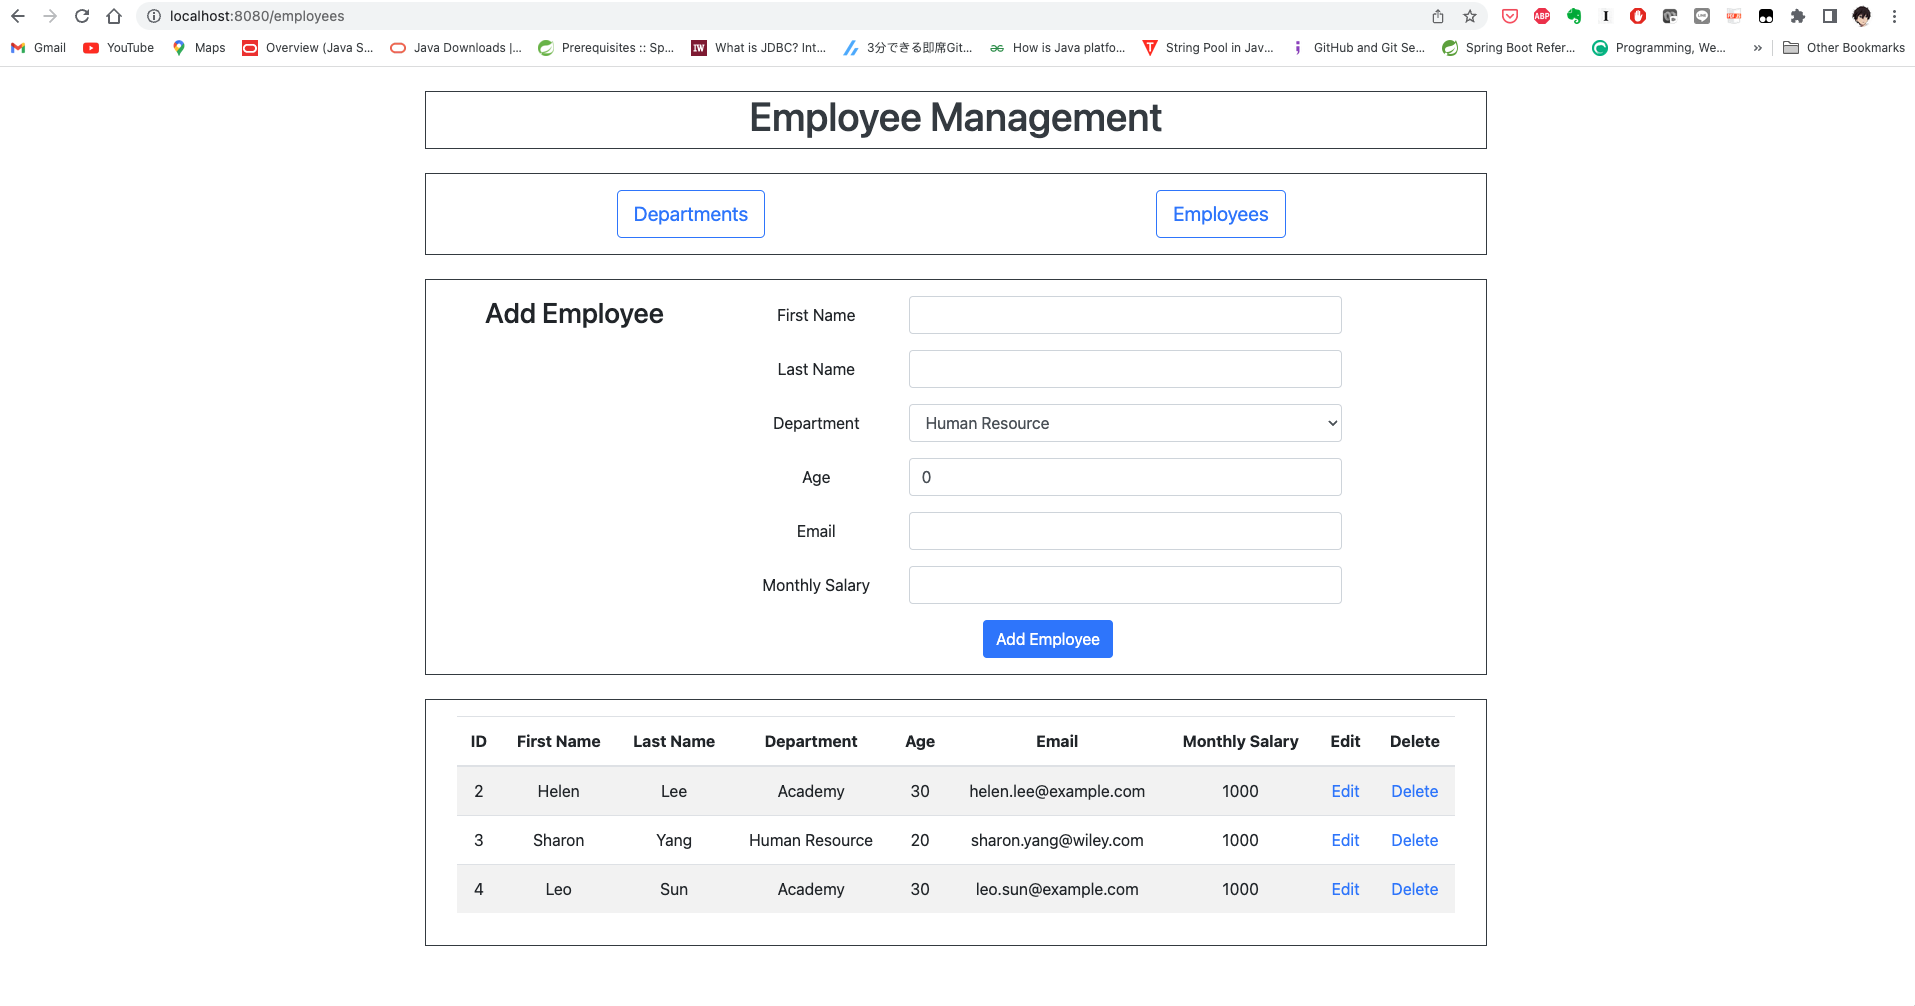 localhost:8080/employees
ABP
Gmail YouTube Maps Overview (Java S... Java Downloads |... Prerequisites :: Sp... IW What is JDBC? Int... 3分でできる即席Git... How is Java platfo... String Pool in Jav... GitHub and Git Se... Spring Boot Refer... Programming, We... » Other Bookmarks
Employee Management
Departments Employees
Add Employee
First Name
Last Name
Department Human Resource
Age 0
Email
Monthly Salary
Add Employee
ID First Name Last Name Department Age Email Monthly Salary Edit Delete
2 Helen Lee Academy 30 helen.lee@example.com 1000 Edit Delete
3 Sharon Yang Human Resource 20 sharon.yang@wiley.com 1000 Edit Delete
4 Leo Sun Academy 30 leo.sun@example.com 1000 Edit Delete